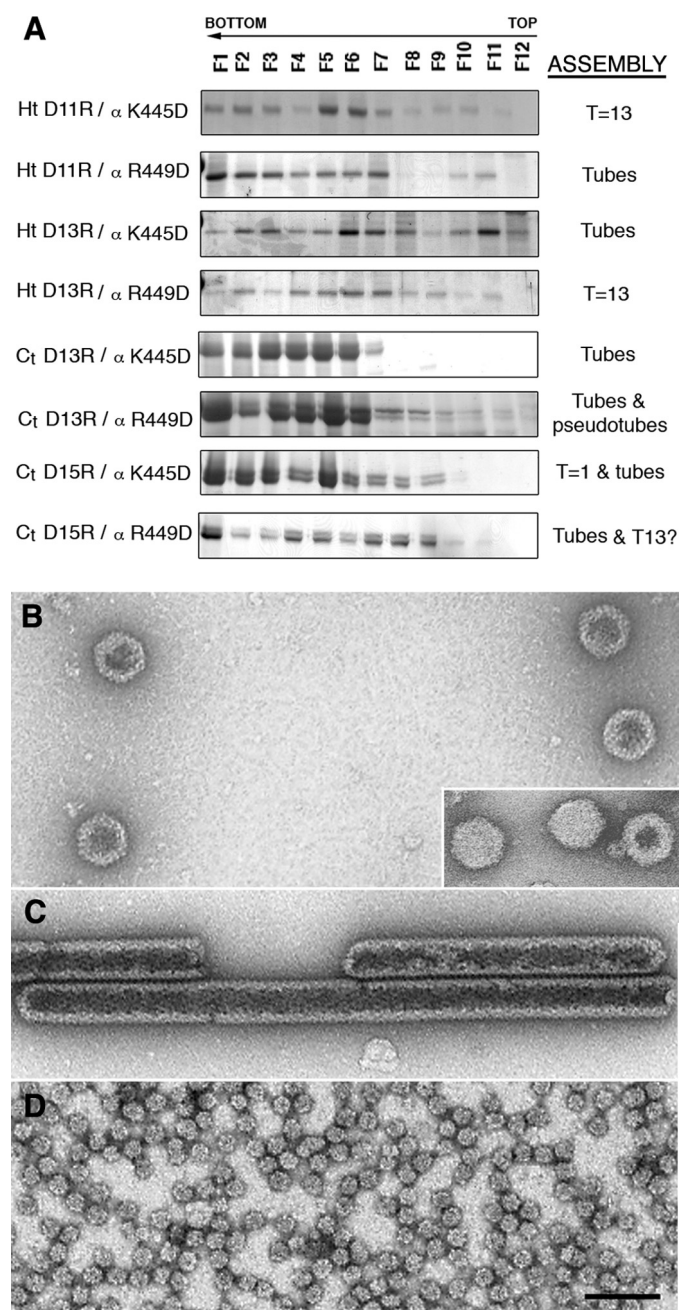 A
BOTTOM TOP
F1 F2 F3 F4 F5 F6 F7 F8 F9 F10 F11 F12
ASSEMBLY
Ht D11R / α K445D T=13
Ht D11R / α R449D Tubes
Ht D13R / α K445D Tubes
Ht D13R / α R449D T=13
Ct D13R / α K445D Tubes
Ct D13R / α R449D Tubes &
pseudotubes
Ct D15R / α K445D T=1 & tubes
Ct D15R / α R449D Tubes & T13?
B
C
D